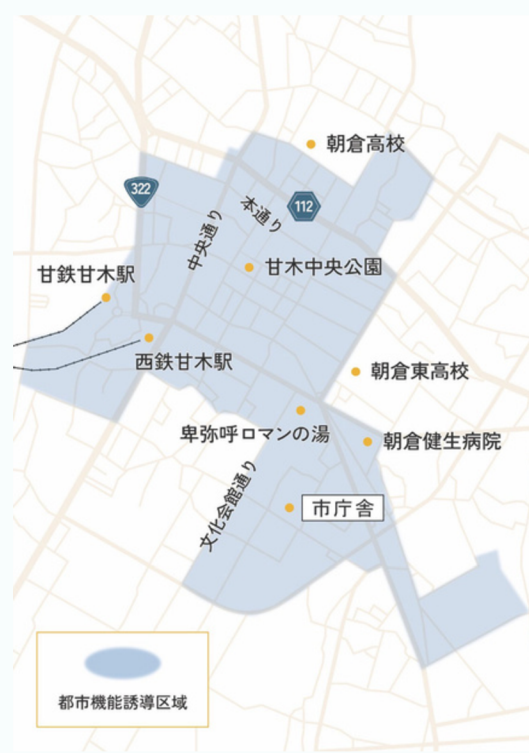 朝倉高校
322
112
本通り
中央通り
甘木中央公園
甘鉄甘木駅
西鉄甘木駅
朝倉東高校
卑弥呼ロマンの湯
朝倉健生病院
文化会館通り
市庁舎
都市機能誘導区域